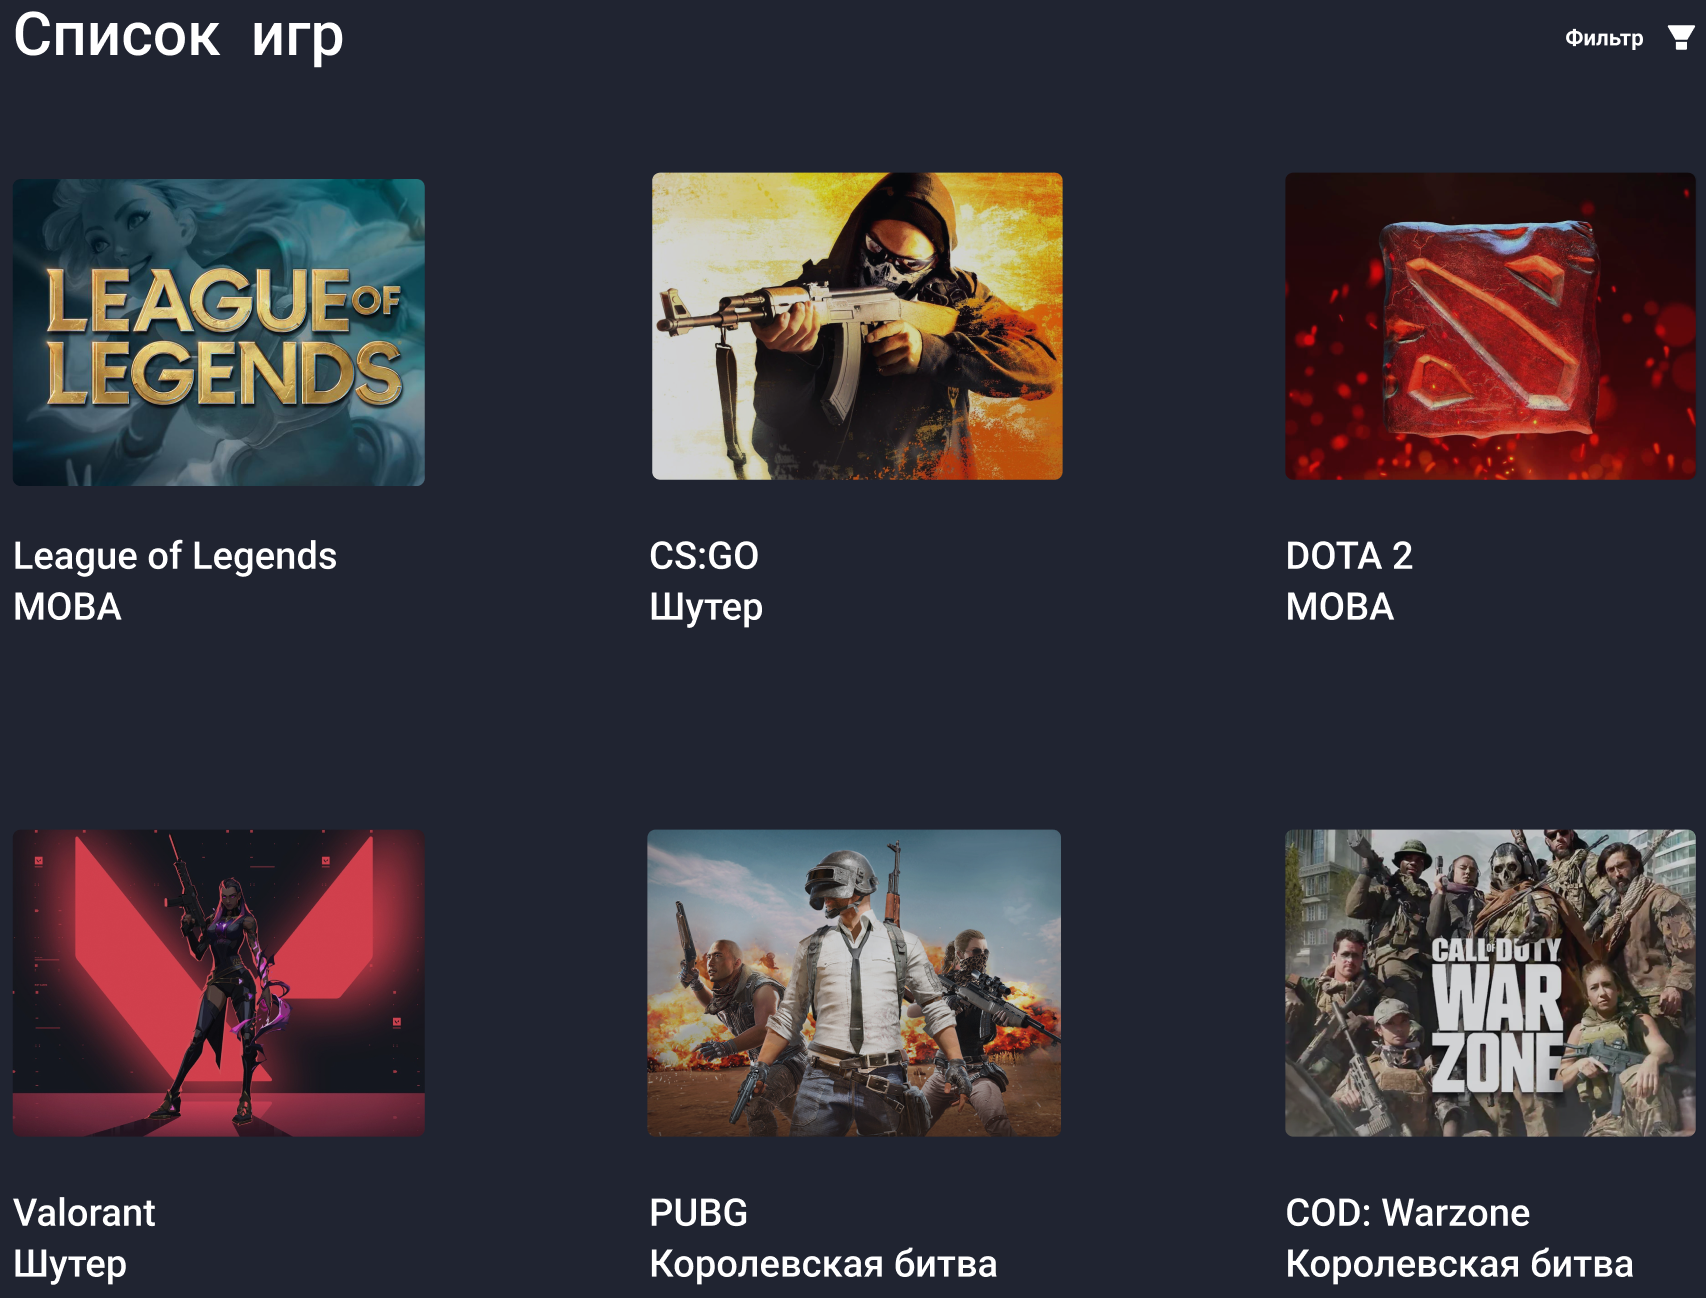 Список игр
Фильтр
LEAGUE OF
LEGENDS
League of Legends
MOBA
CS:GO
Шутер
DOTA 2
MOBA
CALL OF DUTY
WAR
ZONE
Valorant
Шутер
PUBG
Королевская битва
COD: Warzone
Королевская битва